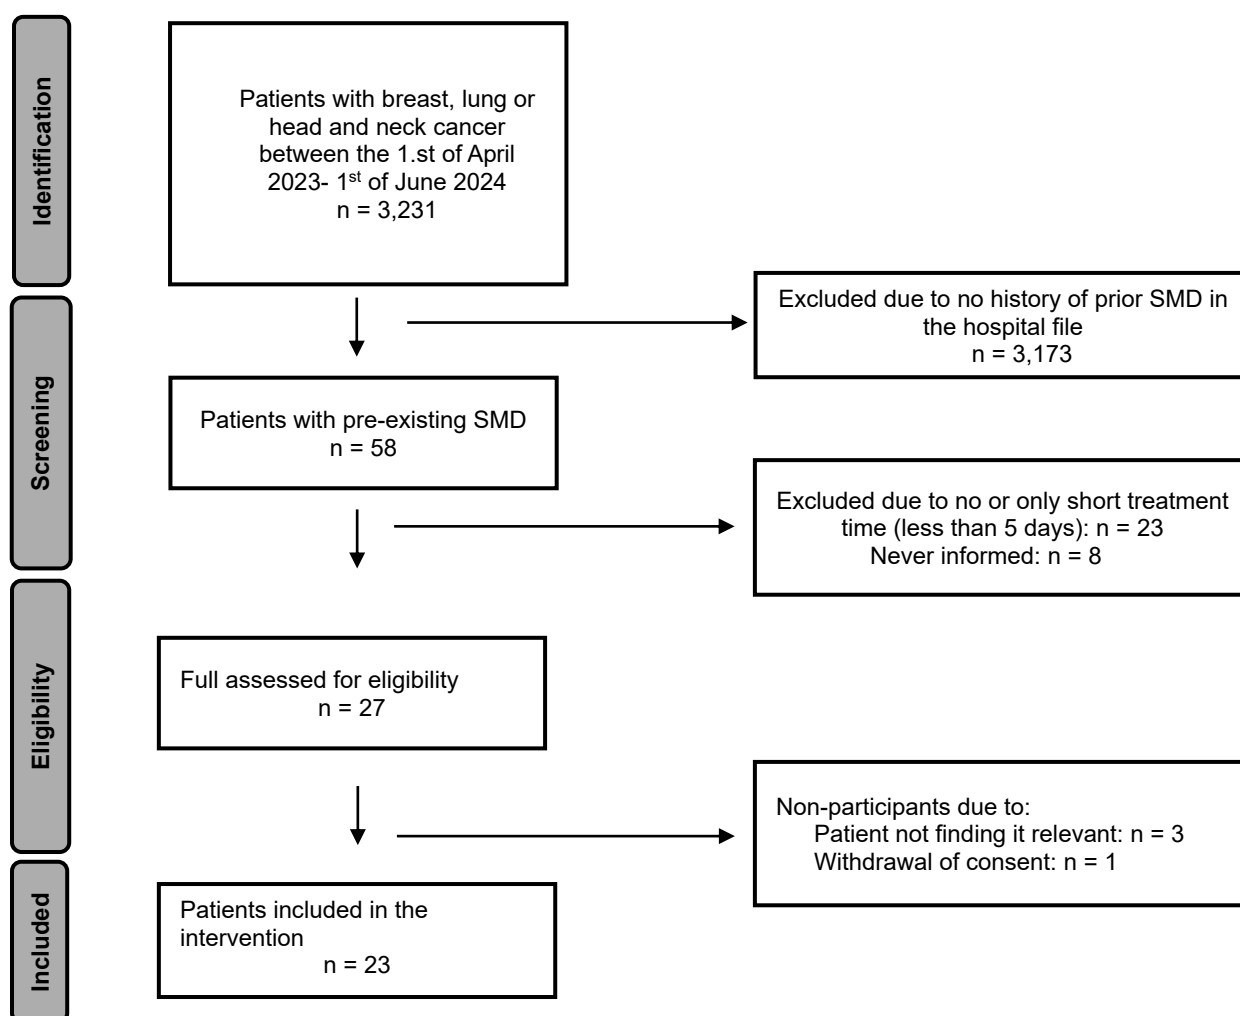 Identification
Patients with breast, lung or
head and neck cancer
between the 1.st of April
2023- 1st of June 2024
n = 3,231
Excluded due to no history of prior SMD in
the hospital file
n = 3,173
Screening
Patients with pre-existing SMD
n = 58
Excluded due to no or only short treatment
time (less than 5 days): n = 23
Never informed: n = 8
Eligibility
Full assessed for eligibility
n = 27
Non-participants due to:
Patient not finding it relevant: n = 3
Withdrawal of consent: n = 1
Included
Patients included in the
intervention
n = 23